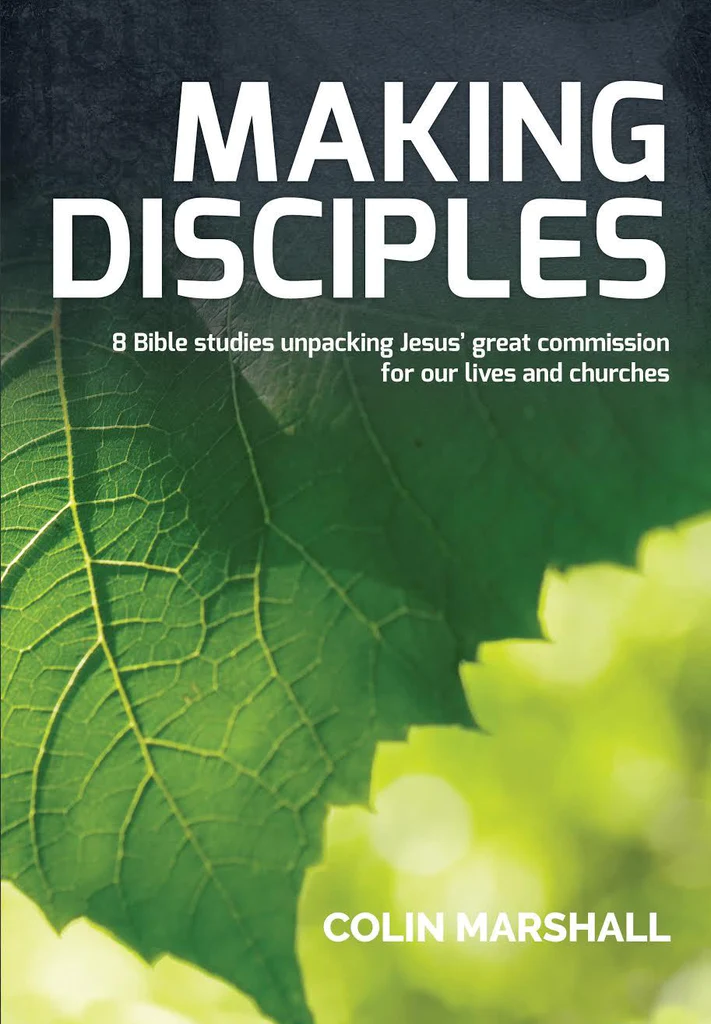 MAKING
DISCIPLES
8 Bible studies unpacking Jesus’ great commission
for our lives and churches
COLIN MARSHALL